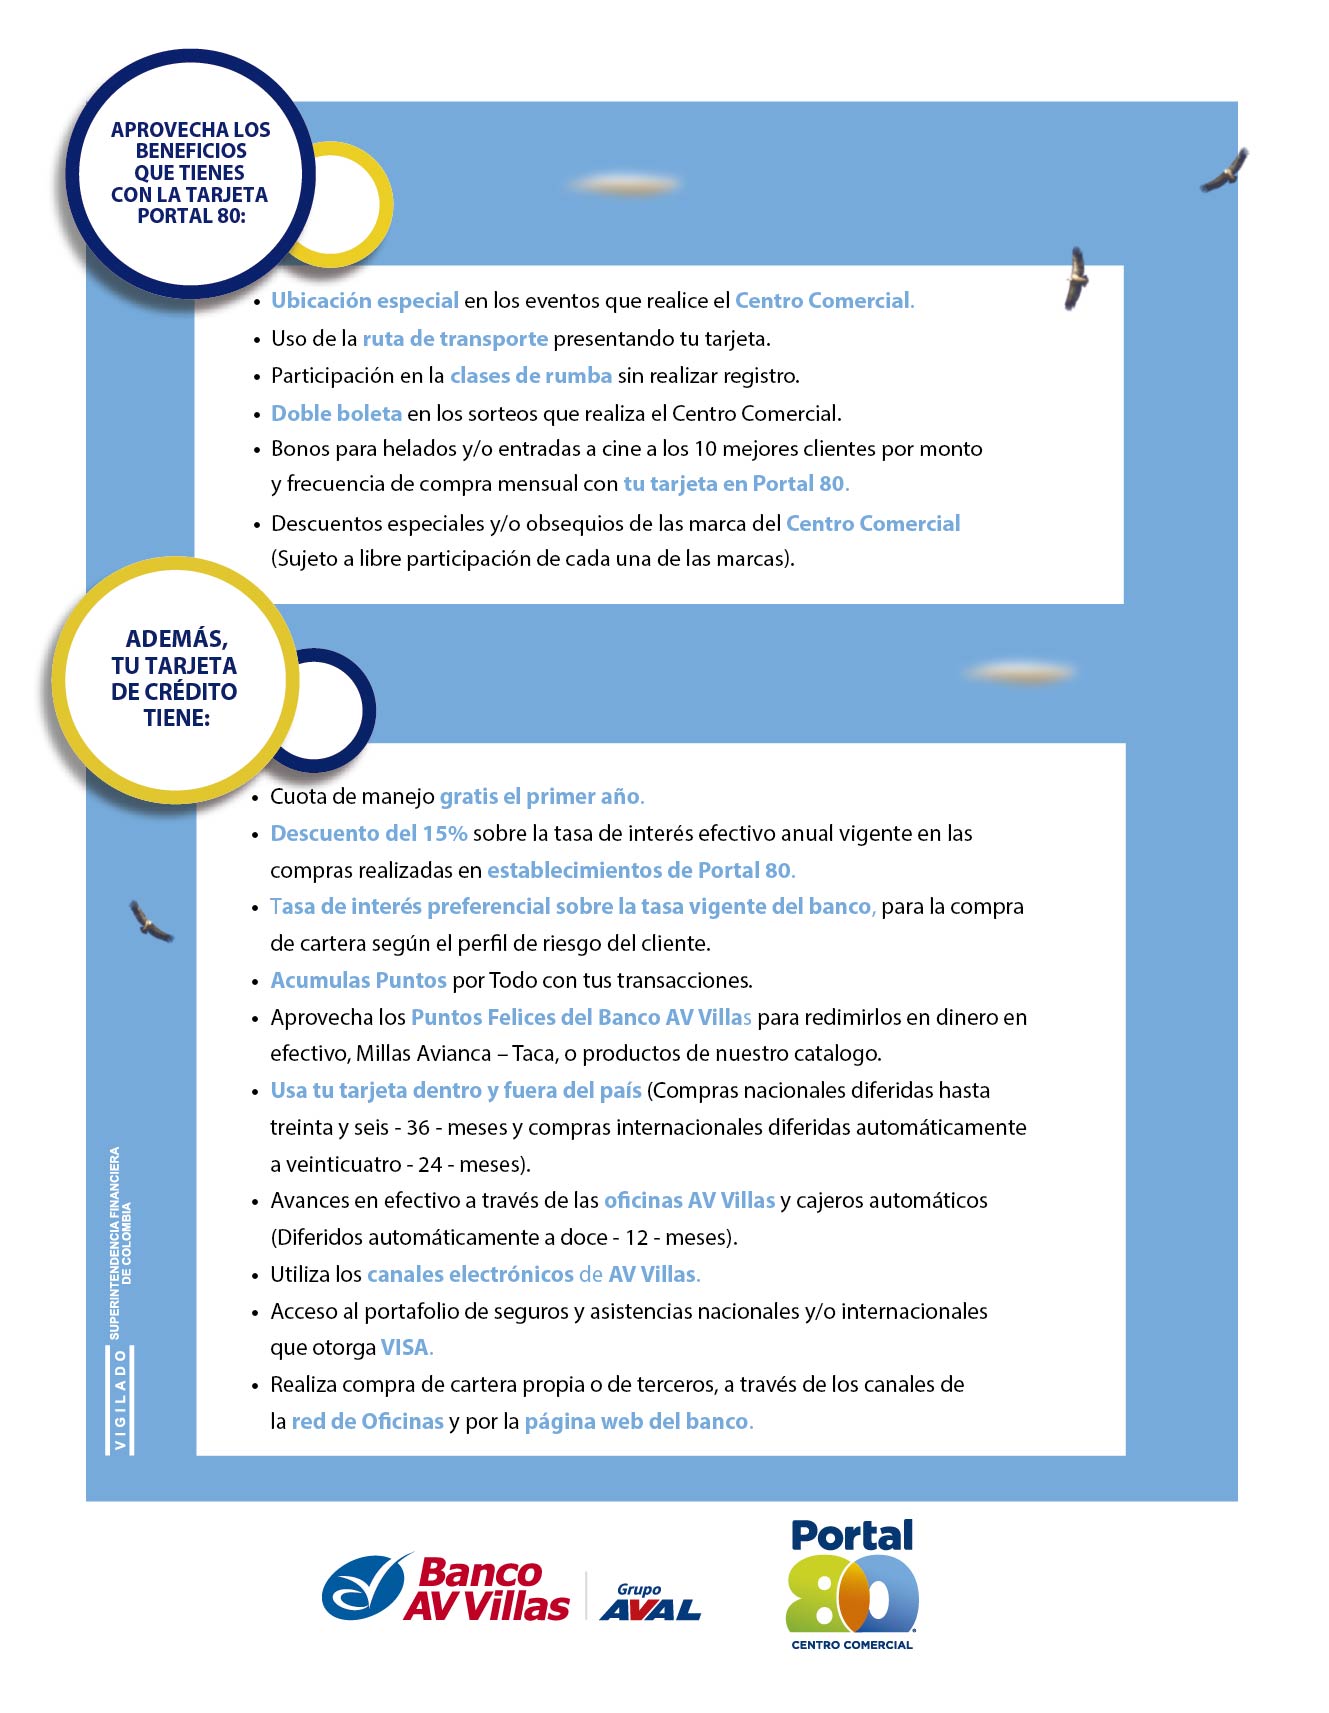 APROVECHA LOS
BENEFICIOS
QUE TIENES
CON LA TARJETA
PORTAL 80:
• Ubicación especial en los eventos que realice el Centro Comercial.
• Uso de la ruta de transporte presentando tu tarjeta.
• Participación en la clases de rumba sin realizar registro.
• Doble boleta en los sorteos que realiza el Centro Comercial.
• Bonos para helados y/o entradas a cine a los 10 mejores clientes por monto
y frecuencia de compra mensual con tu tarjeta en Portal 80.
• Descuentos especiales y/o obsequios de las marca del Centro Comercial
(Sujeto a libre participación de cada una de las marcas).
ADEMÁS,
TU TARJETA
DE CRÉDITO
TIENE:
• Cuota de manejo gratis el primer año.
• Descuento del 15% sobre la tasa de interés efectivo anual vigente en las
compras realizadas en establecimientos de Portal 80.
• Tasa de interés preferencial sobre la tasa vigente del banco, para la compra
de cartera según el perfil de riesgo del cliente.
• Acumulas Puntos por Todo con tus transacciones.
• Aprovecha los Puntos Felices del Banco AV Villas para redimirlos en dinero en
efectivo, Millas Avianca – Taca, o productos de nuestro catalogo.
• Usa tu tarjeta dentro y fuera del país (Compras nacionales diferidas hasta
treinta y seis - 36 - meses y compras internacionales diferidas automáticamente
a veinticuatro - 24 - meses).
• Avances en efectivo a través de las oficinas AV Villas y cajeros automáticos
(Diferidos automáticamente a doce - 12 - meses).
• Utiliza los canales electrónicos de AV Villas.
• Acceso al portafolio de seguros y asistencias nacionales y/o internacionales
que otorga VISA.
• Realiza compra de cartera propia o de terceros, a través de los canales de
la red de Oficinas y por la página web del banco.
VIGILADO
SUPERINTENDENCIA FINANCIERA
DE COLOMBIA
Banco
AV Villas
Grupo
AVAL
Portal
80
CENTRO COMERCIAL